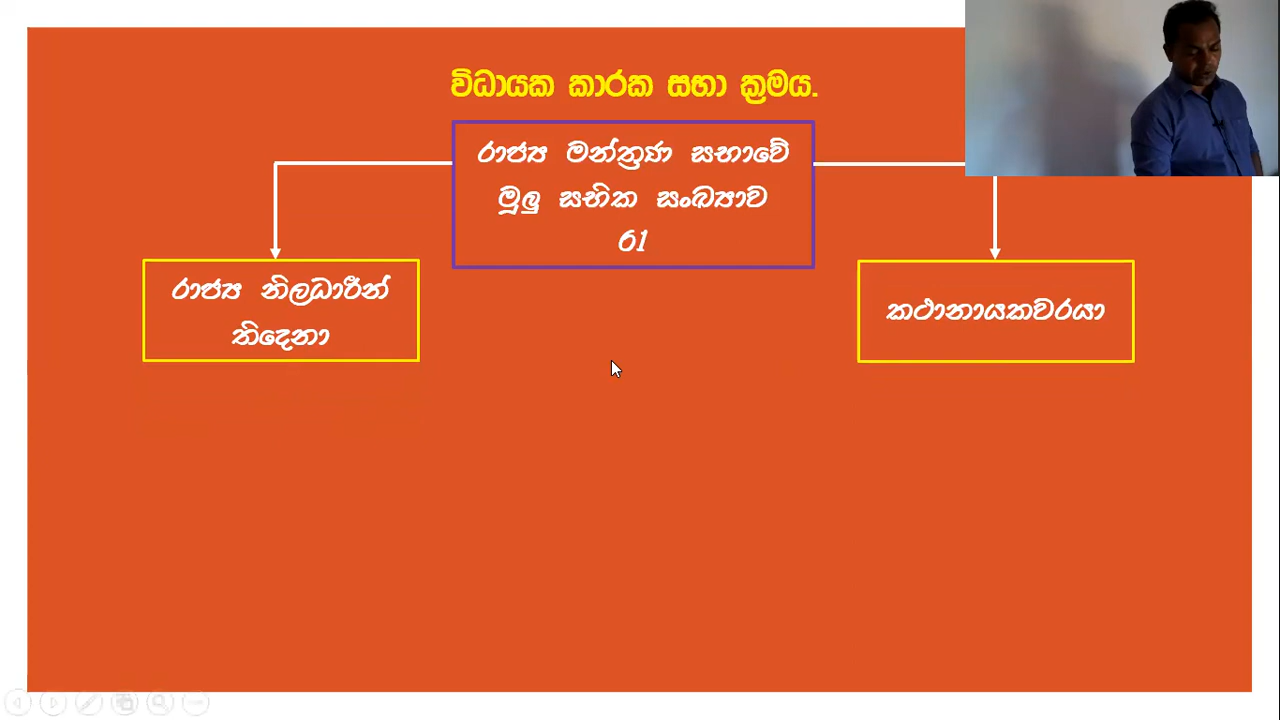 විධායක කාරක සභා ක්‍රමය.
රාජ්‍ය මන්ත්‍රණ සභාවේ
මුලු සභික සංඛ්‍යාව
61
රාජ්‍ය නිලධාරීන්
තිදෙනා
කථානායකවරයා